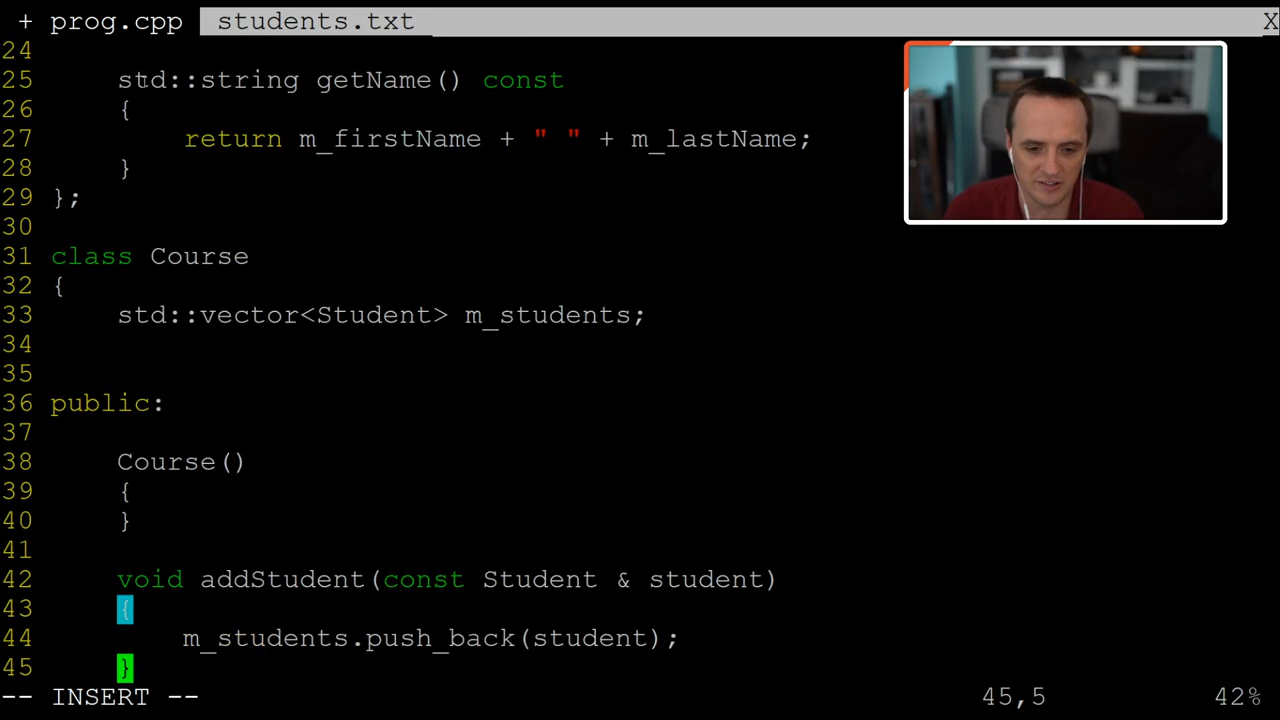 + prog.cpp students.txt X
24
25 std::string getName() const
26 {
27 return m_firstName + " " + m_lastName;
28 }
29 };
30
31 class Course
32 {
33 std::vector<Student> m_students;
34
35
36 public:
37
38 Course()
39 {
40 }
41
42 void addStudent(const Student & student)
43 {
44 m_students.push_back(student);
45 }
-- INSERT -- 45,5 42%